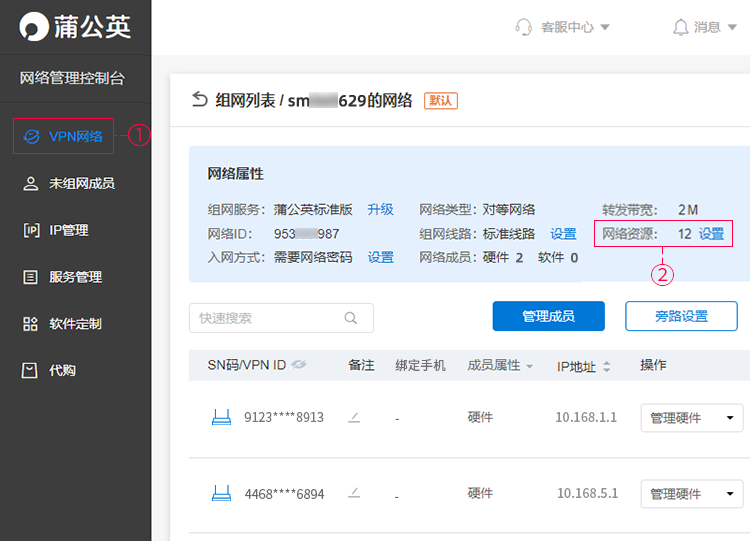 蒲公英
客服中心
消息
网络管理控制台
VPN网络
①
未组网成员
IP管理
服务管理
软件定制
代购
组网列表 / sm 629的网络 默认
网络属性
组网服务: 蒲公英标准版 升级 网络类型: 对等网络 转发带宽: 2M
网络ID: 953 987 组网线路: 标准线路 设置 网络资源: 12 设置
入网方式: 需要网络密码 设置 网络成员: 硬件 2 软件 0
②
快速搜索 管理成员 旁路设置
SN码/VPN ID 备注 绑定手机 成员属性 IP地址 操作
9123****8913 - 硬件 10.168.1.1 管理硬件
4468****6894 - 硬件 10.168.5.1 管理硬件